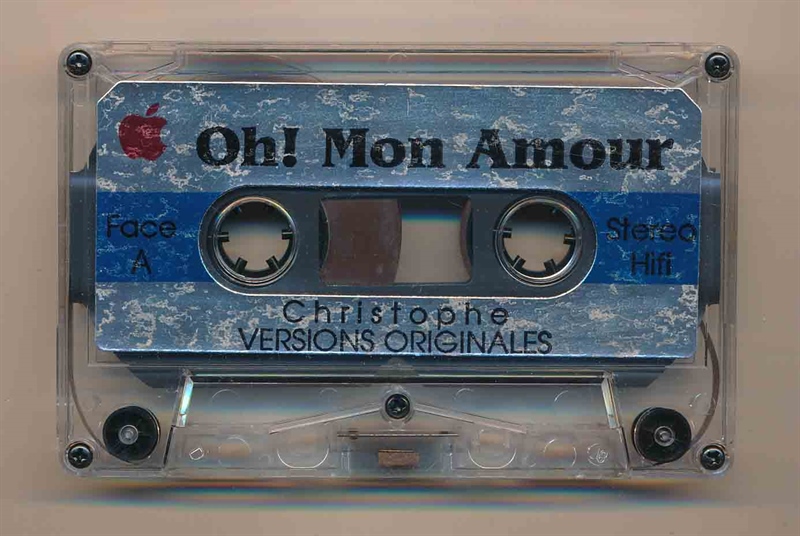 Oh! Mon Amour
Face
A
Stereo
Hifi
Christophe
VERSIONS ORIGINALES